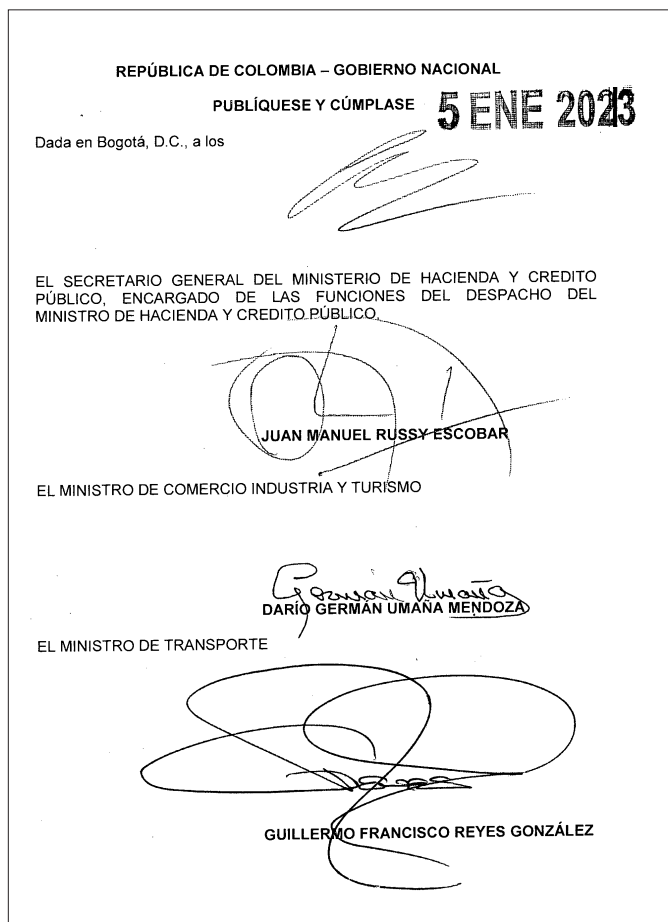 REPÚBLICA DE COLOMBIA – GOBIERNO NACIONAL
PUBLÍQUESE Y CÚMPLASE 5 ENE 2023
Dada en Bogotá, D.C., a los
EL SECRETARIO GENERAL DEL MINISTERIO DE HACIENDA Y CREDITO
PÚBLICO, ENCARGADO DE LAS FUNCIONES DEL DESPACHO DEL
MINISTRO DE HACIENDA Y CREDITO PÚBLICO,
JUAN MANUEL RUSSY ESCOBAR
EL MINISTRO DE COMERCIO INDUSTRIA Y TURISMO
Germán Umaña
DARÍO GERMÁN UMAÑA MENDOZA
EL MINISTRO DE TRANSPORTE
GUILLERMO FRANCISCO REYES GONZÁLEZ